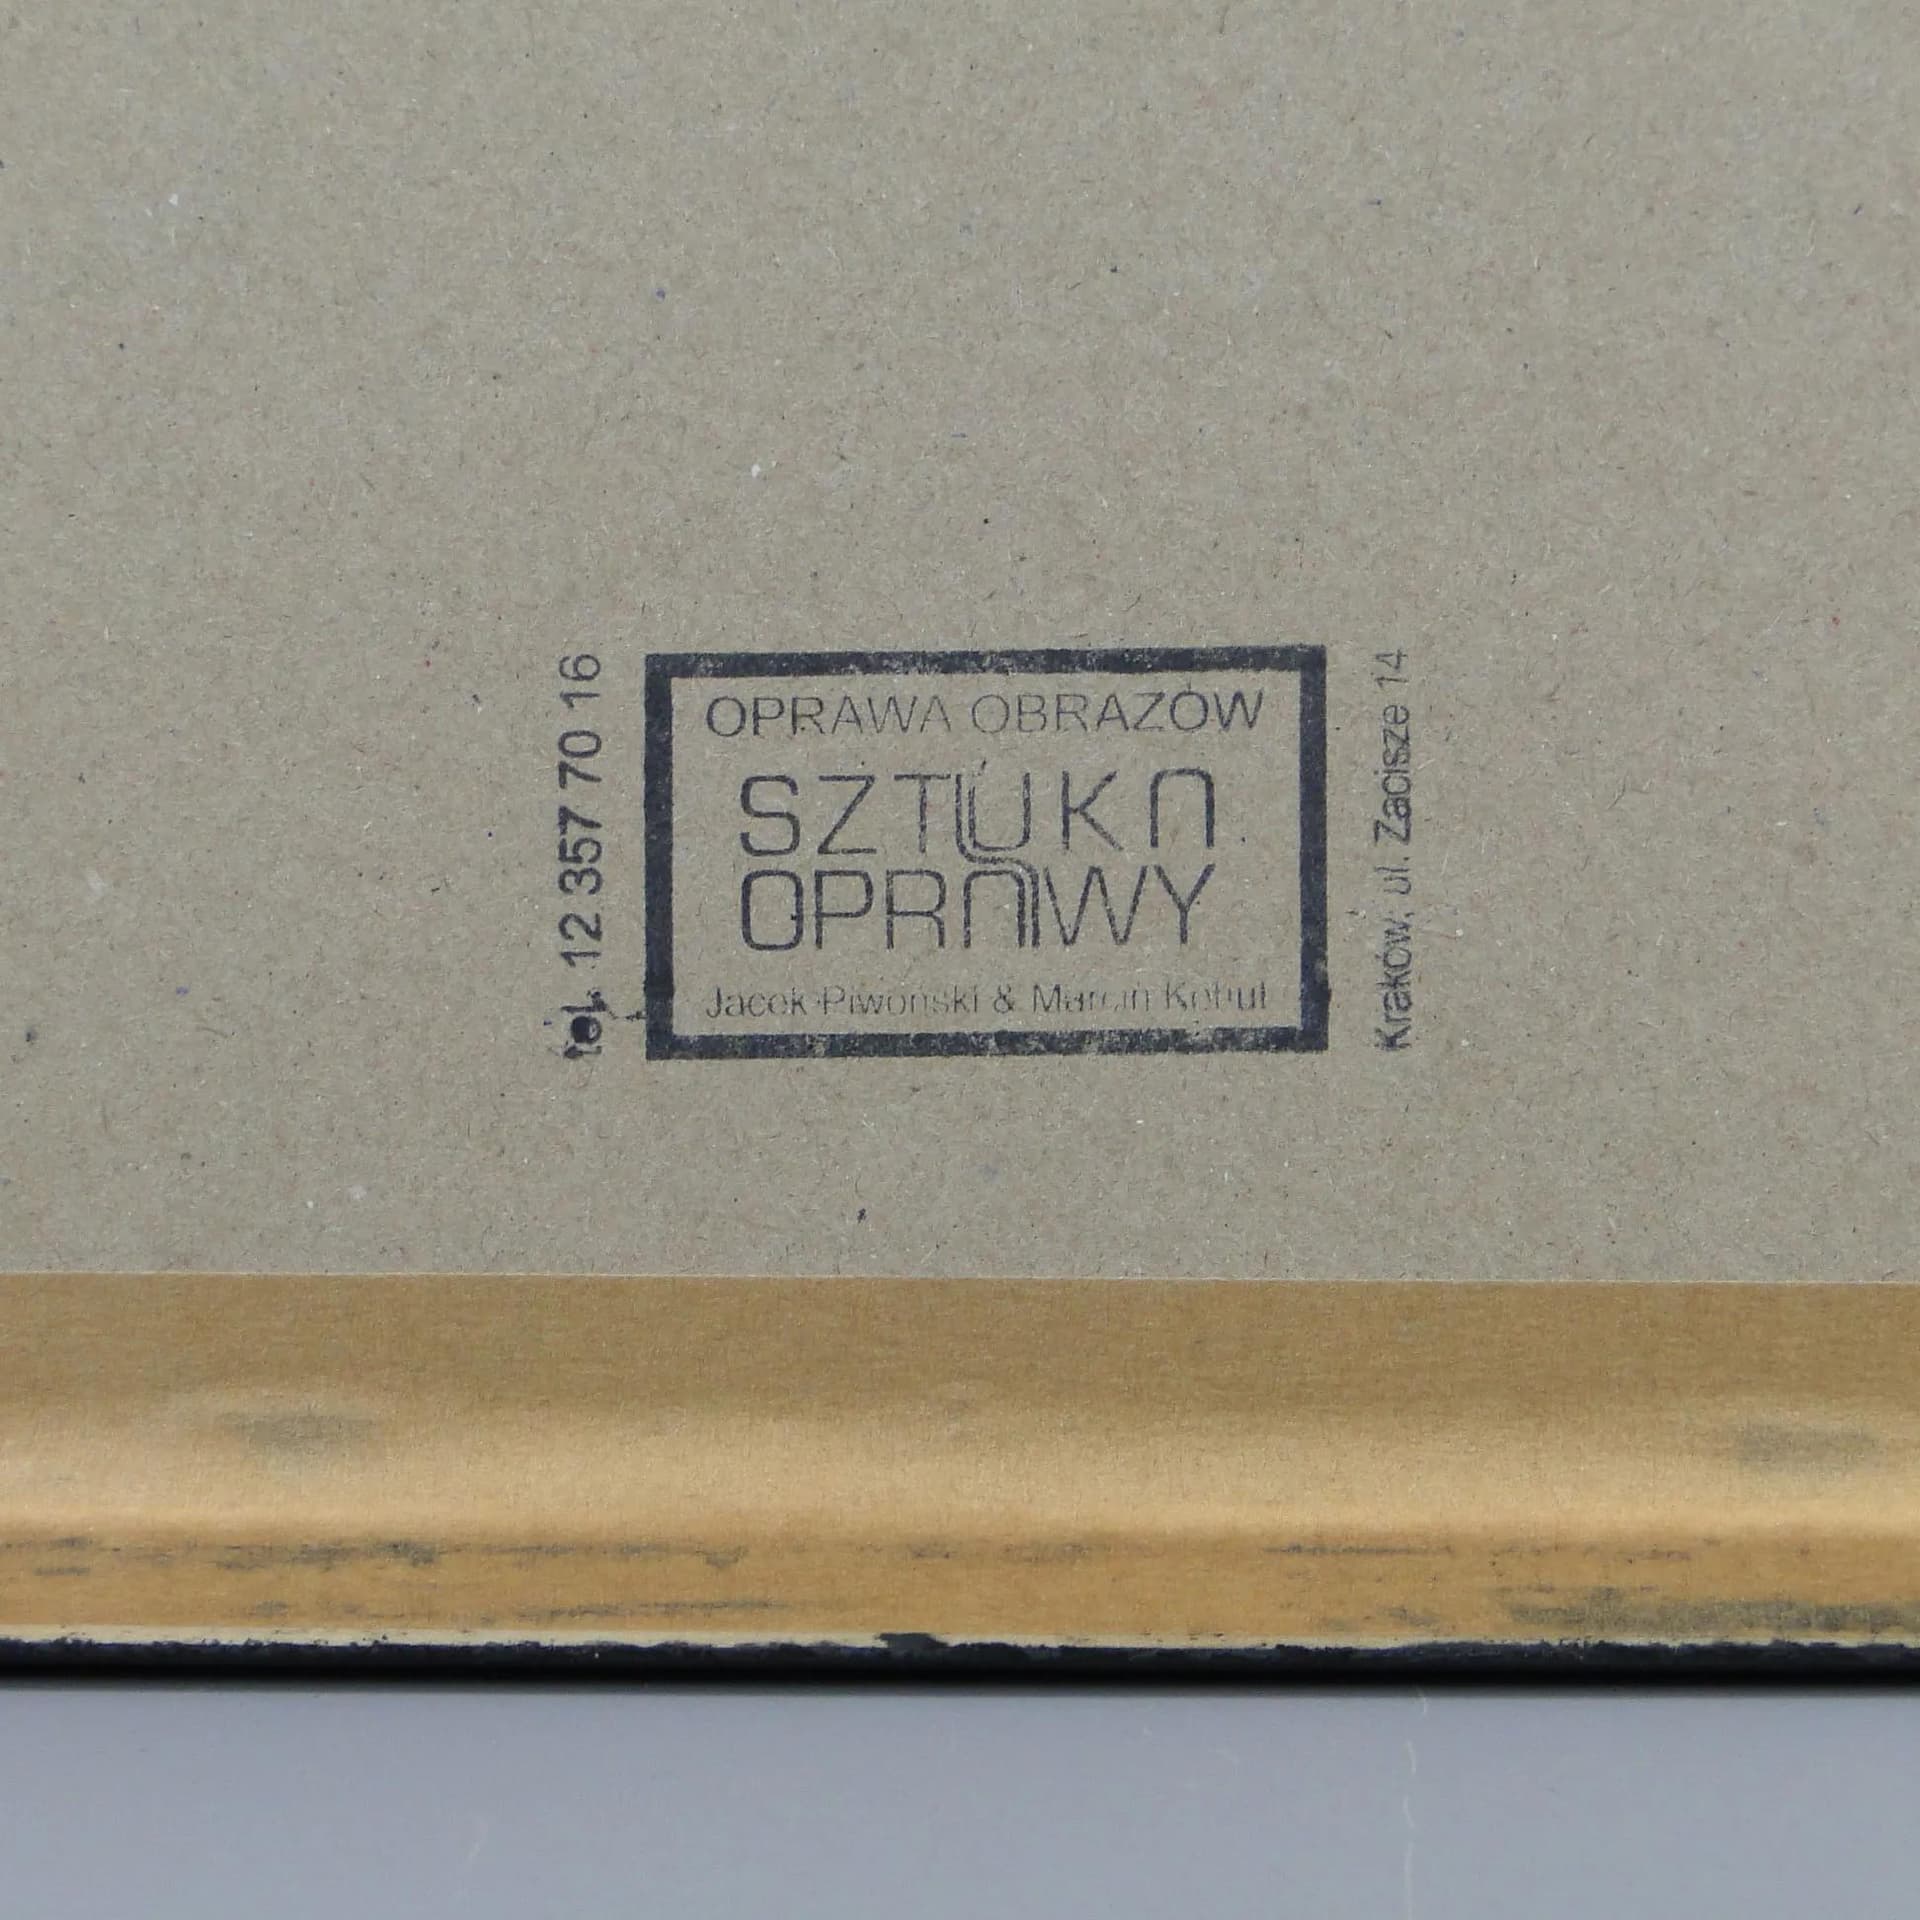 tel. 12 357 70 16
OPRAWA OBRAZÓW
SZTUKA
OPRAWY
Jacek Piwoński & Marcin Kohut
Kraków, ul. Zacisze 14